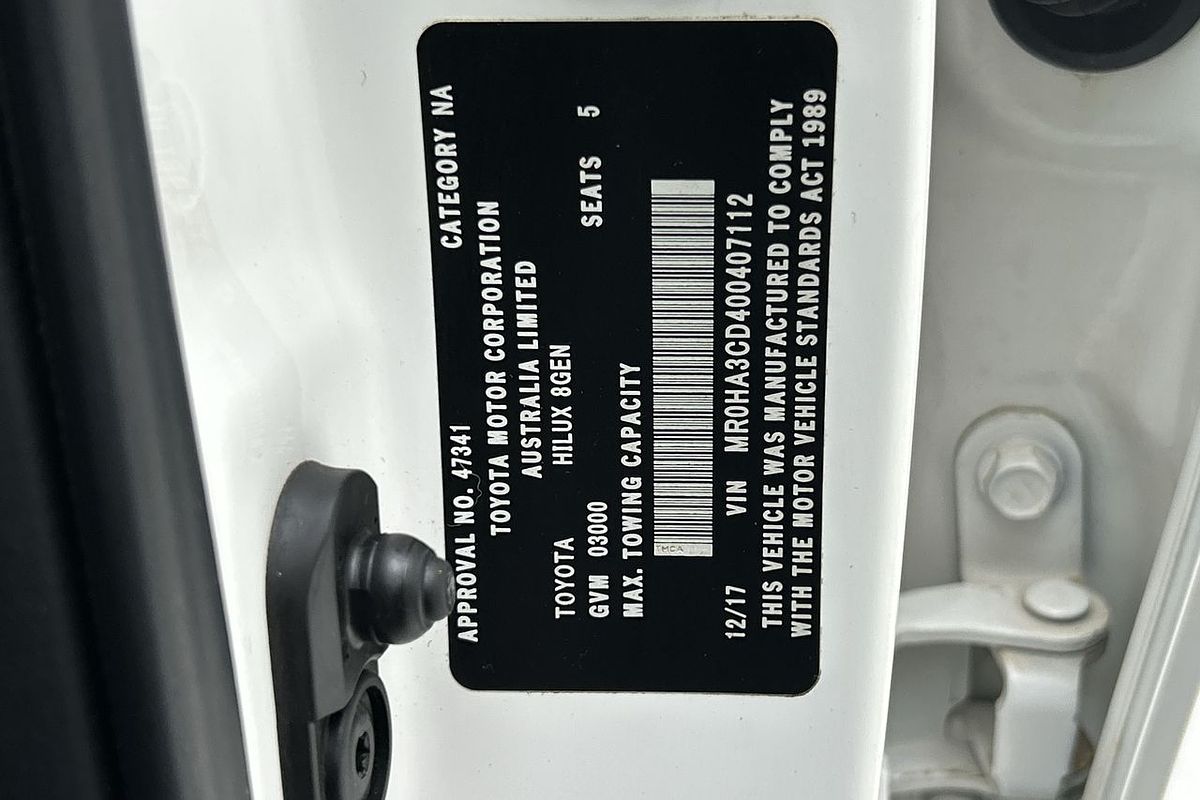 APPROVAL NO. 47341 CATEGORY NA
TOYOTA MOTOR CORPORATION
AUSTRALIA LIMITED
TOYOTA HILUX 8GEN
GVM 03000 SEATS 5
MAX. TOWING CAPACITY
TMCA
12/17 VIN MR0HA3CD400407112
THIS VEHICLE WAS MANUFACTURED TO COMPLY
WITH THE MOTOR VEHICLE STANDARDS ACT 1989